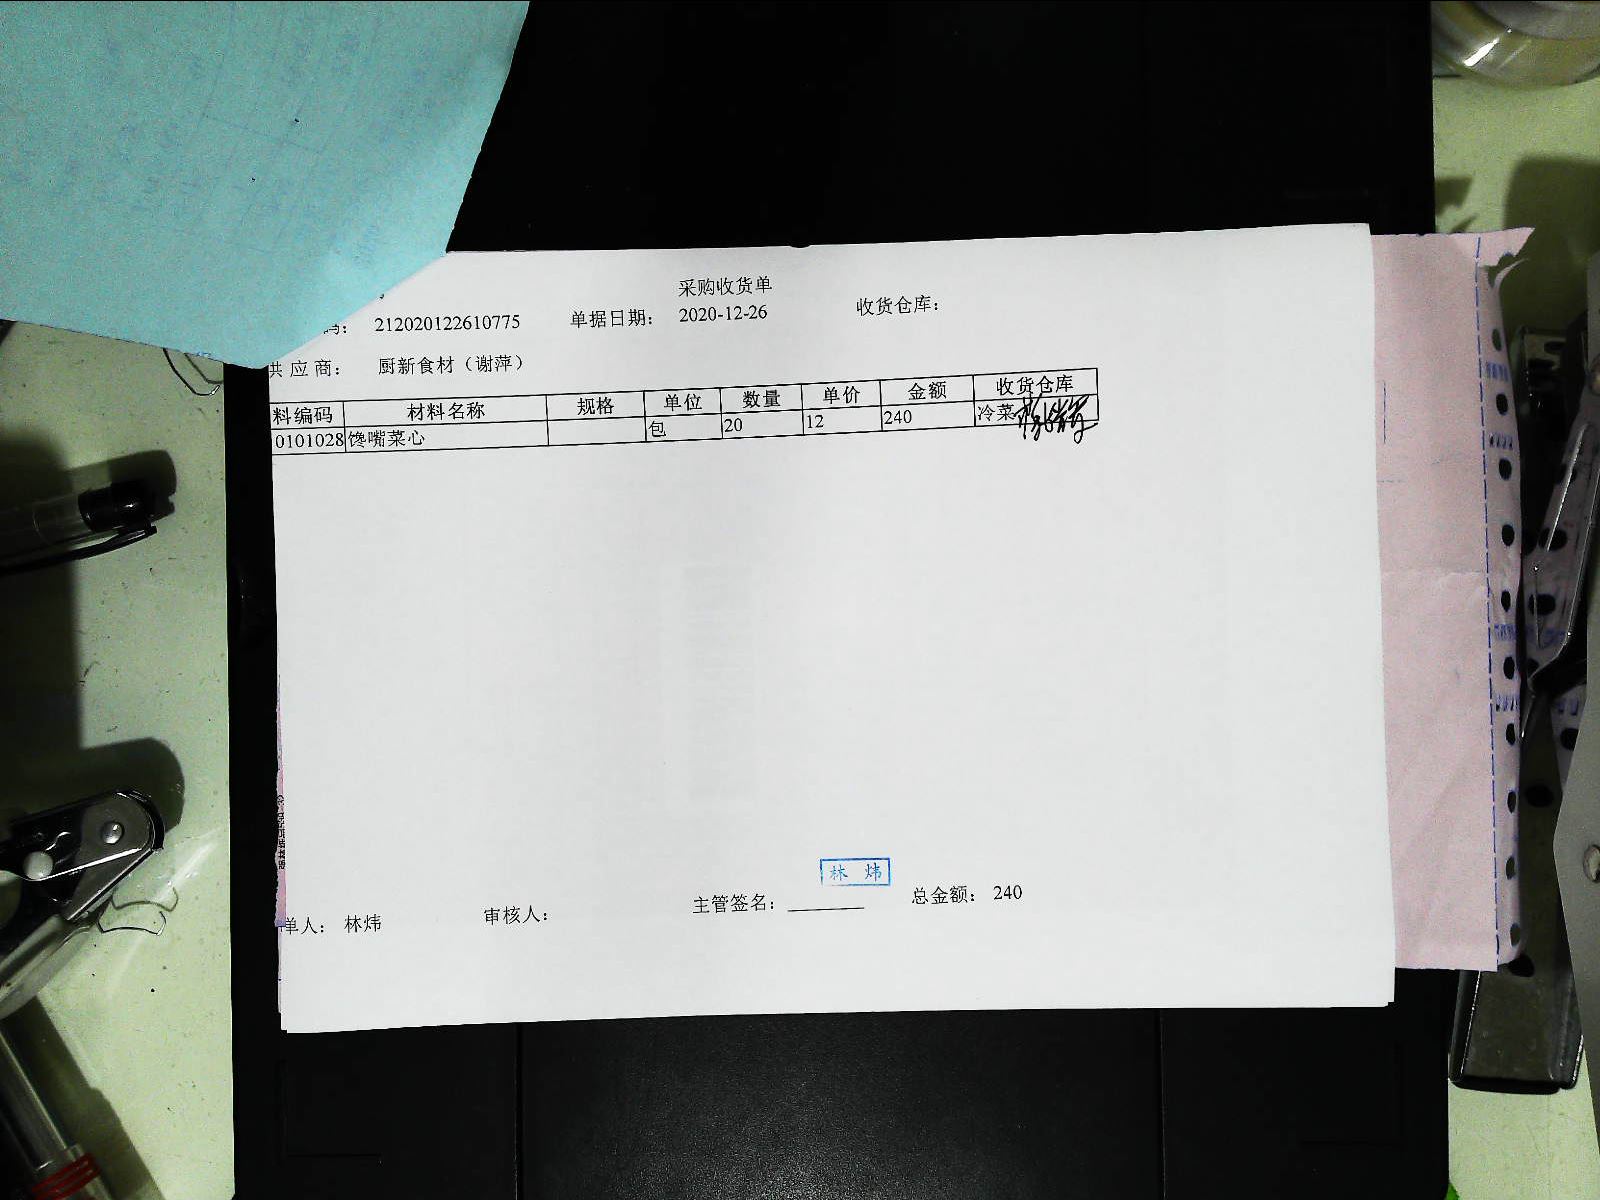 采购收货单
码： 212020122610775 单据日期： 2020-12-26 收货仓库：
供应商： 厨新食材（谢萍）
料编码 材料名称 规格 单位 数量 单价 金额 收货仓库
0101028 馋嘴菜心 包 20 12 240 冷菜
林 炜
单人： 林炜 审核人： 主管签名： 总金额： 240